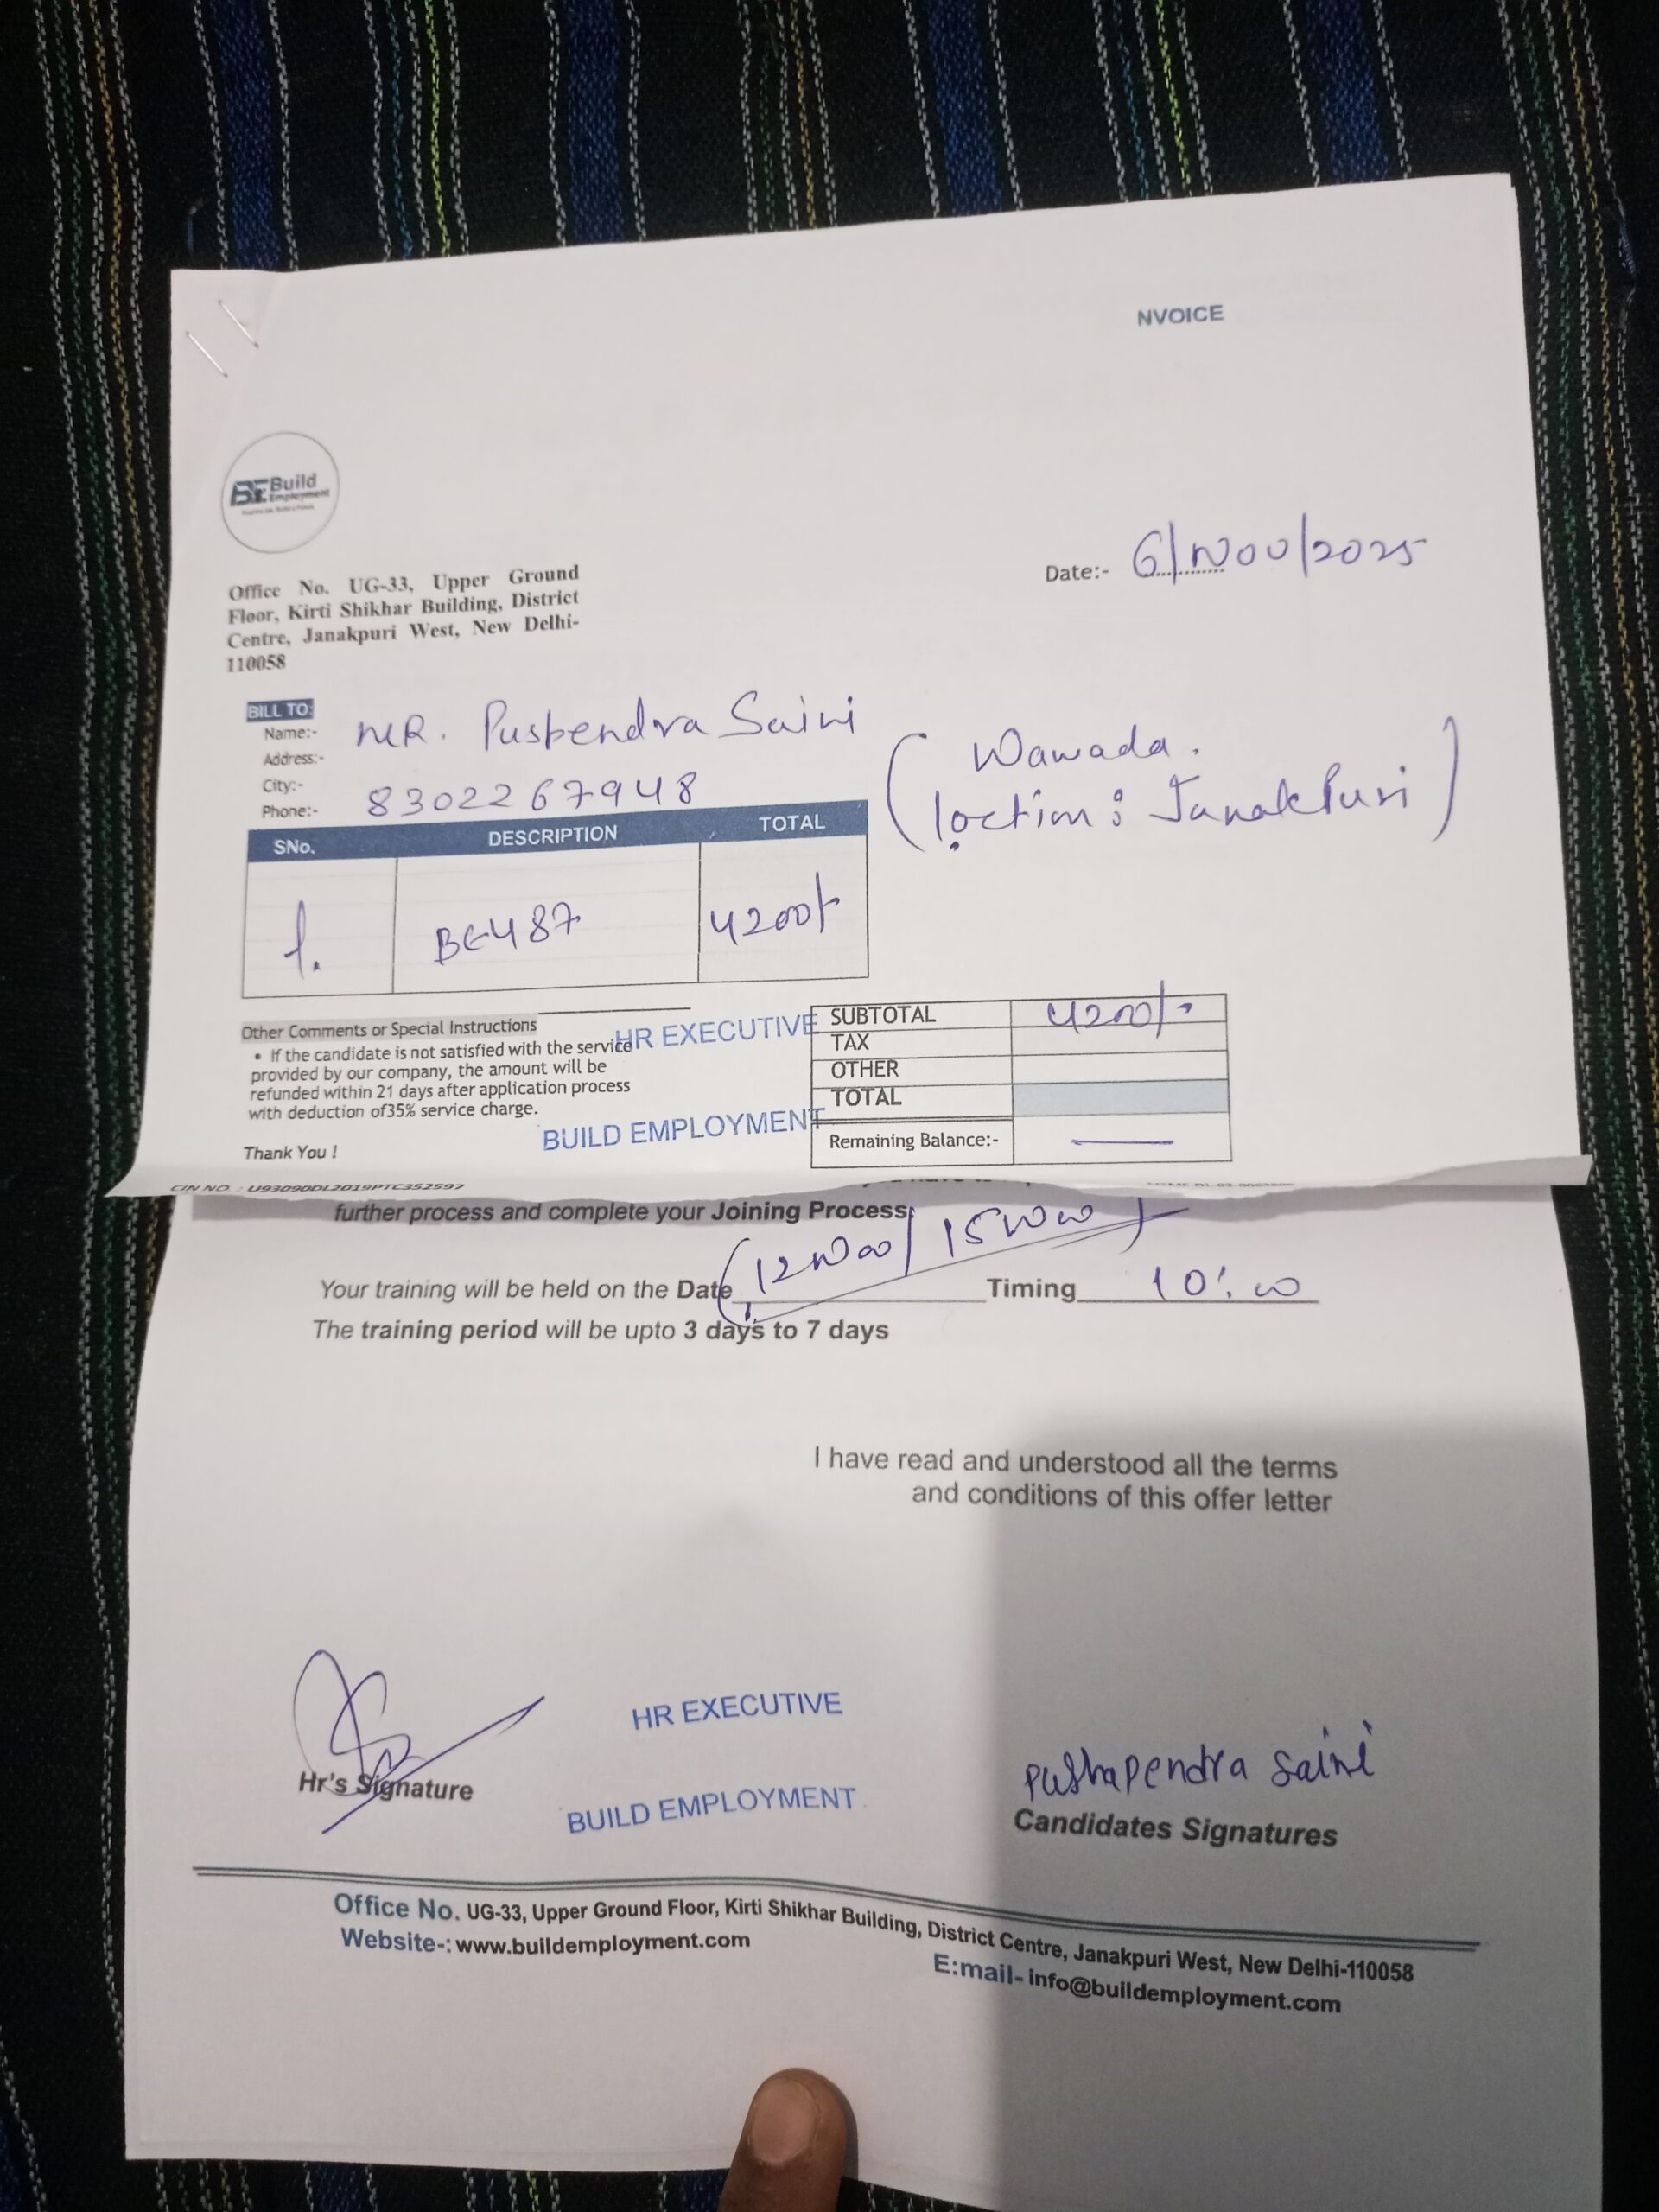 NVOICE
BE Build
Employment
Office No. UG-33, Upper Ground
Floor, Kirti Shikhar Building, District
Centre, Janakpuri West, New Delhi-
110058
Date:- 6/Nov/2025
BILL TO:
Name:- MR. Puspendra Saini
Address:-
City:-
Phone:- 8302267948
(Wawada.
loction: JanakPuri)
SNo. DESCRIPTION TOTAL
1. BE487 4200/-
Other Comments or Special Instructions
• If the candidate is not satisfied with the service
provided by our company, the amount will be
refunded within 21 days after application process
with deduction of35% service charge.
Thank You !
HR EXECUTIVE
BUILD EMPLOYMENT
SUBTOTAL 4200/-
TAX
OTHER
TOTAL
Remaining Balance:- —
CIN NO. : U93090DL2019PTC352597
further process and complete your Joining Process
Your training will be held on the Date Timing 10:00
The training period will be upto 3 days to 7 days
I have read and understood all the terms
and conditions of this offer letter
Hr's Signature
HR EXECUTIVE
BUILD EMPLOYMENT
Pushapendra Saini
Candidates Signatures
Office No. UG-33, Upper Ground Floor, Kirti Shikhar Building, District Centre, Janakpuri West, New Delhi-110058
Website-: www.buildemployment.com
E:mail- info@buildemployment.com